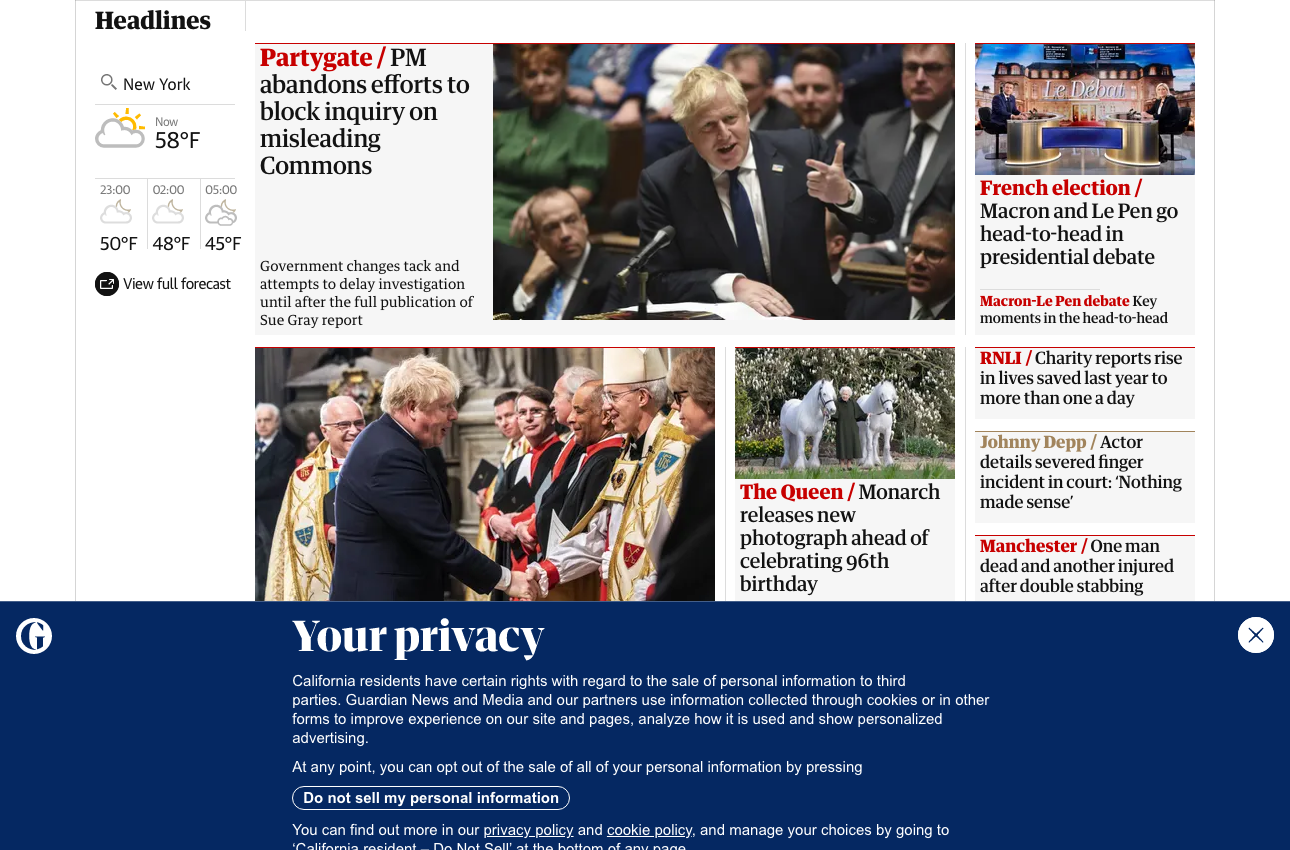 Headlines
New York
Now
58°F
23:00
02:00
05:00
50°F
48°F
45°F
View full forecast
Partygate / PM
abandons efforts to
block inquiry on
misleading
Commons
Government changes tack and
attempts to delay investigation
until after the full publication of
Sue Gray report
Le Débat
French election /
Macron and Le Pen go
head-to-head in
presidential debate
Macron-Le Pen debate Key
moments in the head-to-head
The Queen / Monarch
releases new
photograph ahead of
celebrating 96th
birthday
RNLI / Charity reports rise
in lives saved last year to
more than one a day
Johnny Depp / Actor
details severed finger
incident in court: ‘Nothing
made sense’
Manchester / One man
dead and another injured
after double stabbing
Your privacy
California residents have certain rights with regard to the sale of personal information to third
parties. Guardian News and Media and our partners use information collected through cookies or in other
forms to improve experience on our site and pages, analyze how it is used and show personalized
advertising.
At any point, you can opt out of the sale of all of your personal information by pressing
Do not sell my personal information
You can find out more in our privacy policy and cookie policy, and manage your choices by going to
‘California resident – Do Not Sell’ at the bottom of any page